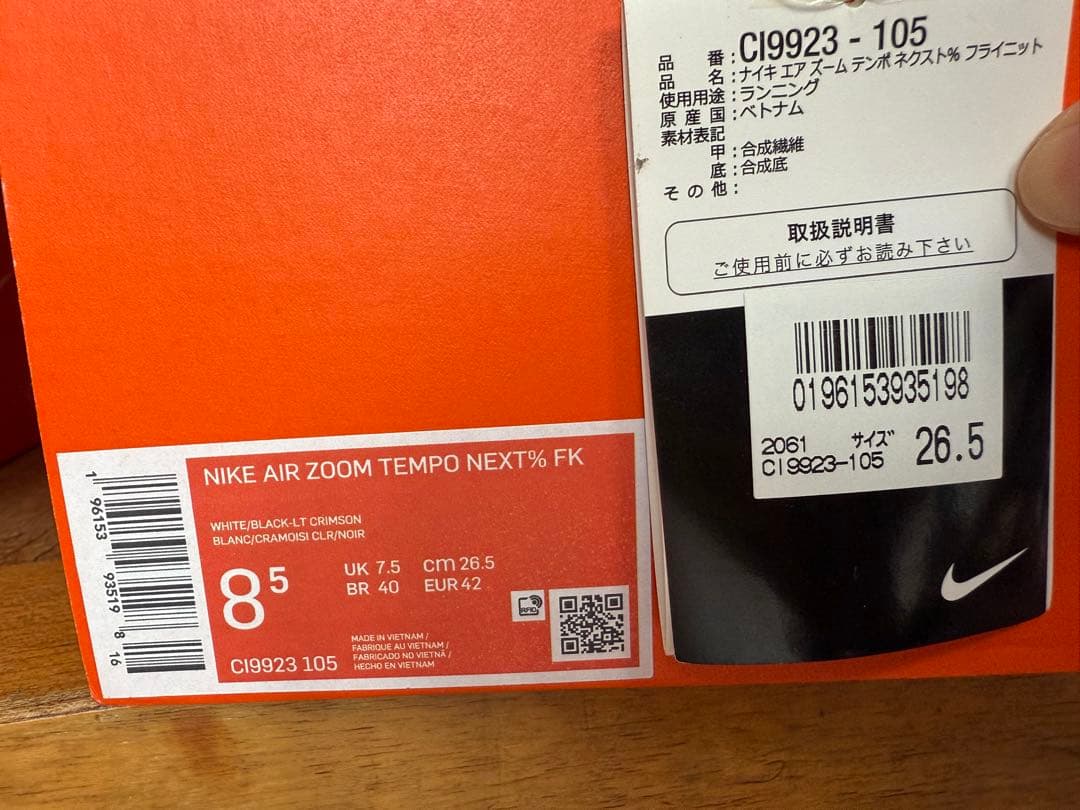 品 番：CI9923 - 105
品 名：ナイキ エア ズーム テンポ ネクスト% フライニット
使用用途：ランニング
原 産 国：ベトナム
素材表記
甲：合成繊維
底：合成底
そ の 他：
取扱説明書
ご使用前に必ずお読み下さい
0196153935198
2061 サイズ 26.5
CI9923-105
NIKE AIR ZOOM TEMPO NEXT% FK
WHITE/BLACK-LT CRIMSON
BLANC/CRAMOISI CLR/NOIR
8⁵
UK 7.5 cm 26.5
BR 40 EUR 42
RFID
MADE IN VIETNAM /
FABRIQUE AU VIETNAM /
FABRICADO NO VIETNÃ /
HECHO EN VIETNAM
CI9923 105
1 96153 93519 8 16